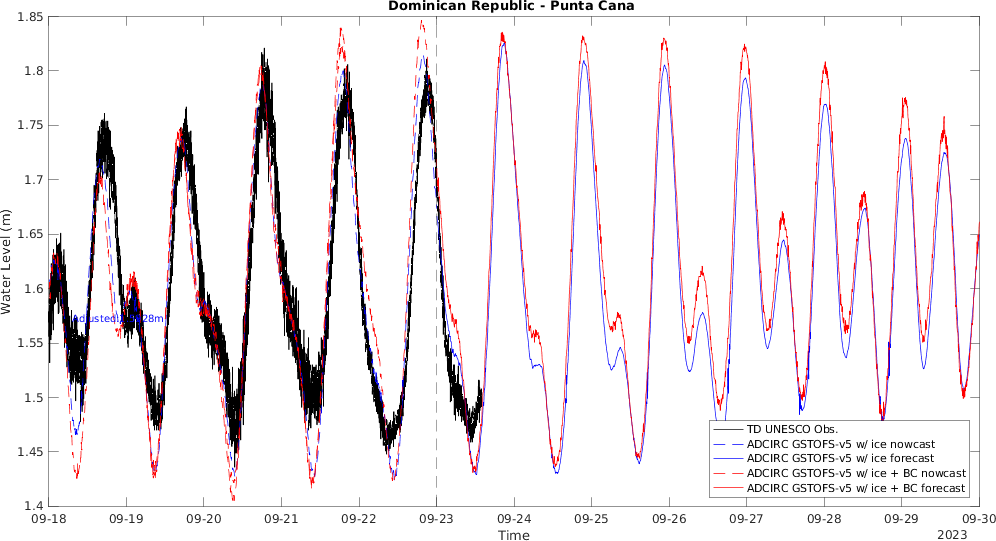 Dominican Republic - Punta Cana
Water Level (m)
1.85
1.8
1.75
1.7
1.65
1.6
1.55
1.5
1.45
1.4
Adjusted 28m
TD UNESCO Obs.
ADCIRC GSTOFS-v5 w/ ice nowcast
ADCIRC GSTOFS-v5 w/ ice forecast
ADCIRC GSTOFS-v5 w/ ice + BC nowcast
ADCIRC GSTOFS-v5 w/ ice + BC forecast
09-18 09-19 09-20 09-21 09-22 09-23 09-24 09-25 09-26 09-27 09-28 09-29 09-30
Time
2023